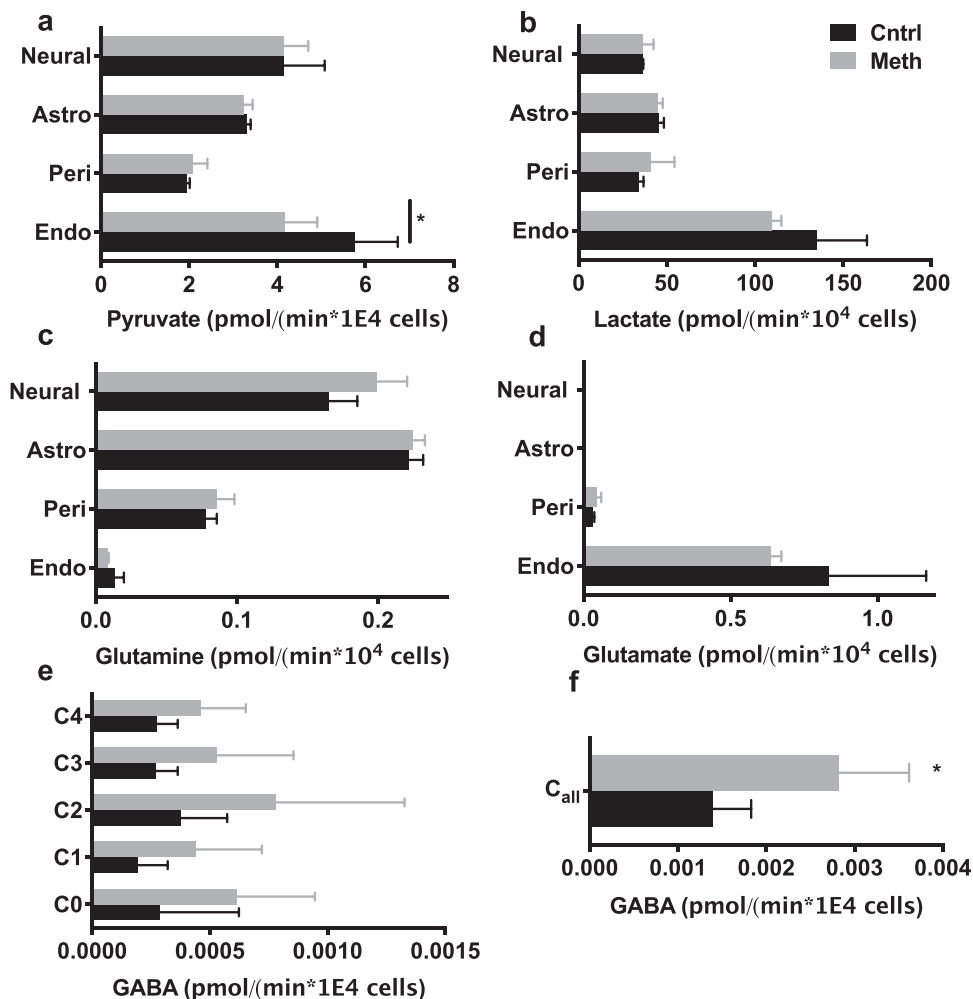 a
Neural
Astro
Peri
Endo
*
0 2 4 6 8
Pyruvate (pmol/(min*1E4 cells)
b
Cntrl
Meth
Neural
Astro
Peri
Endo
0 50 100 150 200
Lactate (pmol/(min*10⁴ cells)
c
Neural
Astro
Peri
Endo
0.0 0.1 0.2
Glutamine (pmol/(min*10⁴ cells)
d
Neural
Astro
Peri
Endo
0.0 0.5 1.0
Glutamate (pmol/(min*10⁴ cells)
e
C4
C3
C2
C1
C0
0.0000 0.0005 0.0010 0.0015
GABA (pmol/(min*1E4 cells)
f
C_all
*
0.000 0.001 0.002 0.003 0.004
GABA (pmol/(min*1E4 cells)